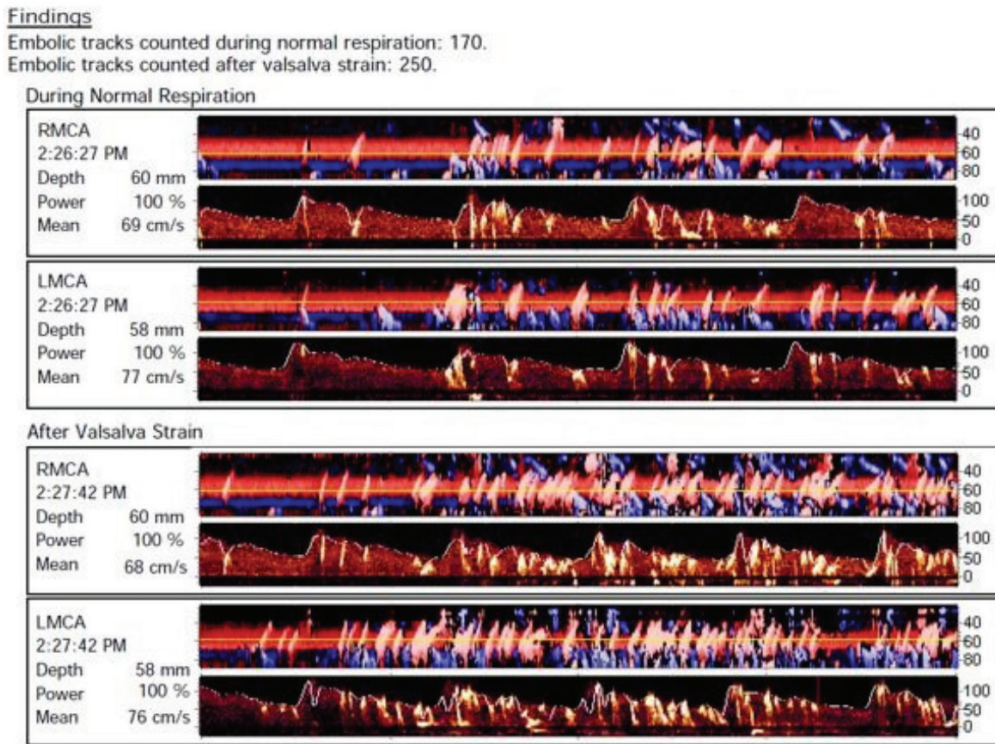 Findings
Embolic tracks counted during normal respiration: 170.
Embolic tracks counted after valsalva strain: 250.
During Normal Respiration
RMCA
2:26:27 PM
Depth 60 mm
Power 100 %
Mean 69 cm/s
40
60
80
100
50
0
LMCA
2:26:27 PM
Depth 58 mm
Power 100 %
Mean 77 cm/s
40
60
80
100
50
0
After Valsalva Strain
RMCA
2:27:42 PM
Depth 60 mm
Power 100 %
Mean 68 cm/s
40
60
80
100
50
0
LMCA
2:27:42 PM
Depth 58 mm
Power 100 %
Mean 76 cm/s
40
60
80
100
50
0